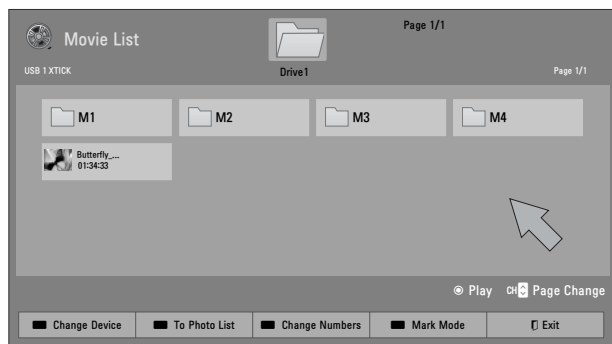 Page 1/1
Movie List
USB 1 XTICK
Drive1
Page 1/1
M1
M2
M3
M4
Butterfly_...
01:34:33
Play
CH Page Change
Change Device
To Photo List
Change Numbers
Mark Mode
Exit